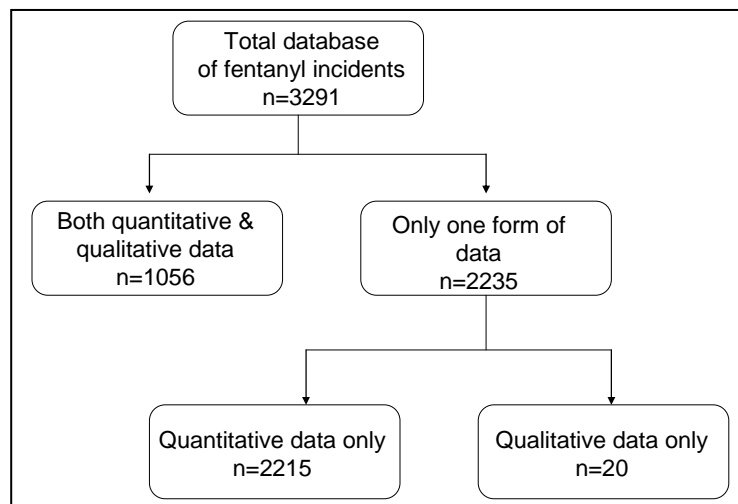 Total database
of fentanyl incidents
n=3291
Both quantitative &
qualitative data
n=1056
Only one form of
data
n=2235
Quantitative data only
n=2215
Qualitative data only
n=20